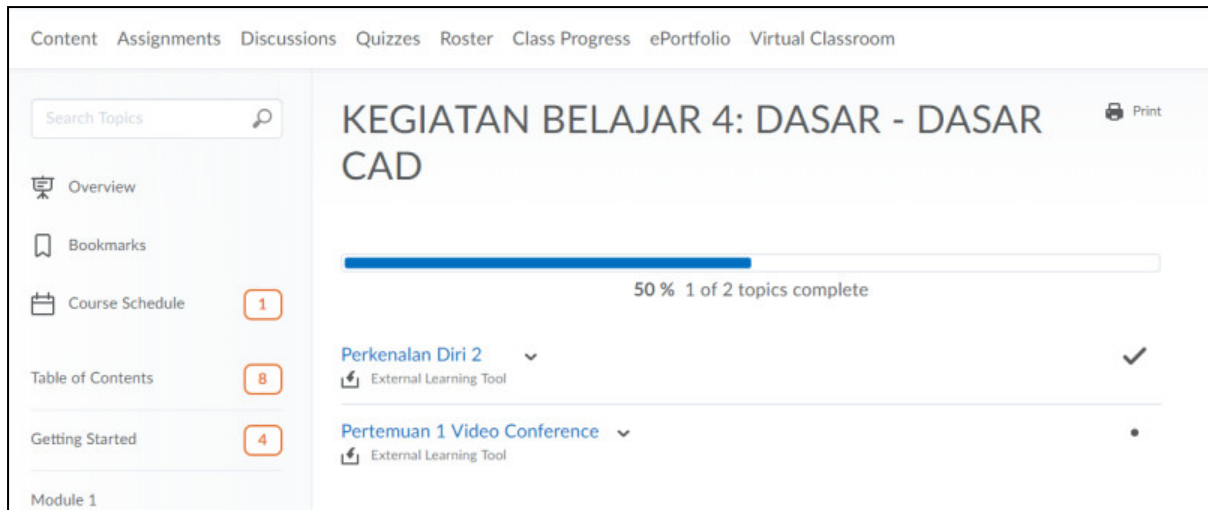 Content Assignments Discussions Quizzes Roster Class Progress ePortfolio Virtual Classroom
Search Topics
Overview
Bookmarks
Course Schedule 1
Table of Contents 8
Getting Started 4
Module 1
KEGIATAN BELAJAR 4: DASAR - DASAR
CAD
Print
50 % 1 of 2 topics complete
Perkenalan Diri 2
External Learning Tool
Pertemuan 1 Video Conference
External Learning Tool